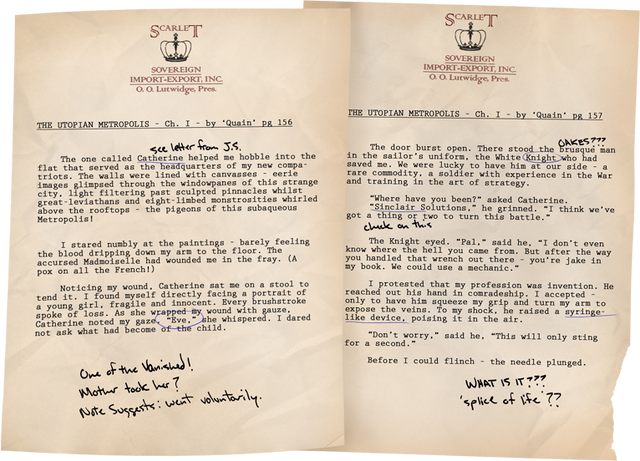 SCARLET
SOVEREIGN
IMPORT-EXPORT, INC.
O. O. Lutwidge, Pres.
THE UTOPIAN METROPOLIS - Ch. I - by 'Quain' pg 156
see letter from J.S.
The one called Catherine helped me hobble into the
flat that served as the headquarters of my new compa-
triots. The walls were lined with canvasses - eerie
images glimpsed through the windowpanes of this strange
city, light filtering past sculpted pinnacles whilst
great-leviathans and eight-limbed monstrosities whirled
above the rooftops - the pigeons of this subaqueous
Metropolis!
I stared numbly at the paintings - barely feeling
the blood dripping down my arm to the floor. The
accursed Madmoiselle had wounded me in the fray. (A
pox on all the French!)
Noticing my wound, Catherine sat me on a stool to
tend it. I found myself directly facing a portrait of
a young girl, fragile and innocent. Every brushstroke
spoke of loss. As she wrapped my wound with gauze,
Catherine noted my gaze. "Eve," she whispered. I dared
not ask what had become of the child.
One of the Vanished!
Mother took her?
Note Suggests: went voluntarily.
SCARLET
SOVEREIGN
IMPORT-EXPORT, INC.
O. O. Lutwidge, Pres.
THE UTOPIAN METROPOLIS - Ch. I - by 'Quain' pg 157
OAKES???
The door burst open. There stood the brusque man
in the sailor's uniform, the White Knight who had
saved me. We were lucky to have him at our side - a
rare commodity, a soldier with experience in the War
and training in the art of strategy.
"Where have you been?" asked Catherine.
"Sinclair Solutions," he grinned. "I think we've
got a thing or two to turn this battle."
check on this
The Knight eyed. "Pal," said he, "I don't even
know where the hell you came from. But after the way
you handled that wrench out there - you're jake in
my book. We could use a mechanic."
I protested that my profession was invention. He
reached out his hand in comradeship. I accepted -
only to have him squeeze my grip and turn my arm to
expose the veins. To my shock, he raised a syringe-
like device, poising it in the air.
"Don't worry," said he, "This will only sting
for a second."
Before I could flinch - the needle plunged.
WHAT IS IT???
'splice of life'??